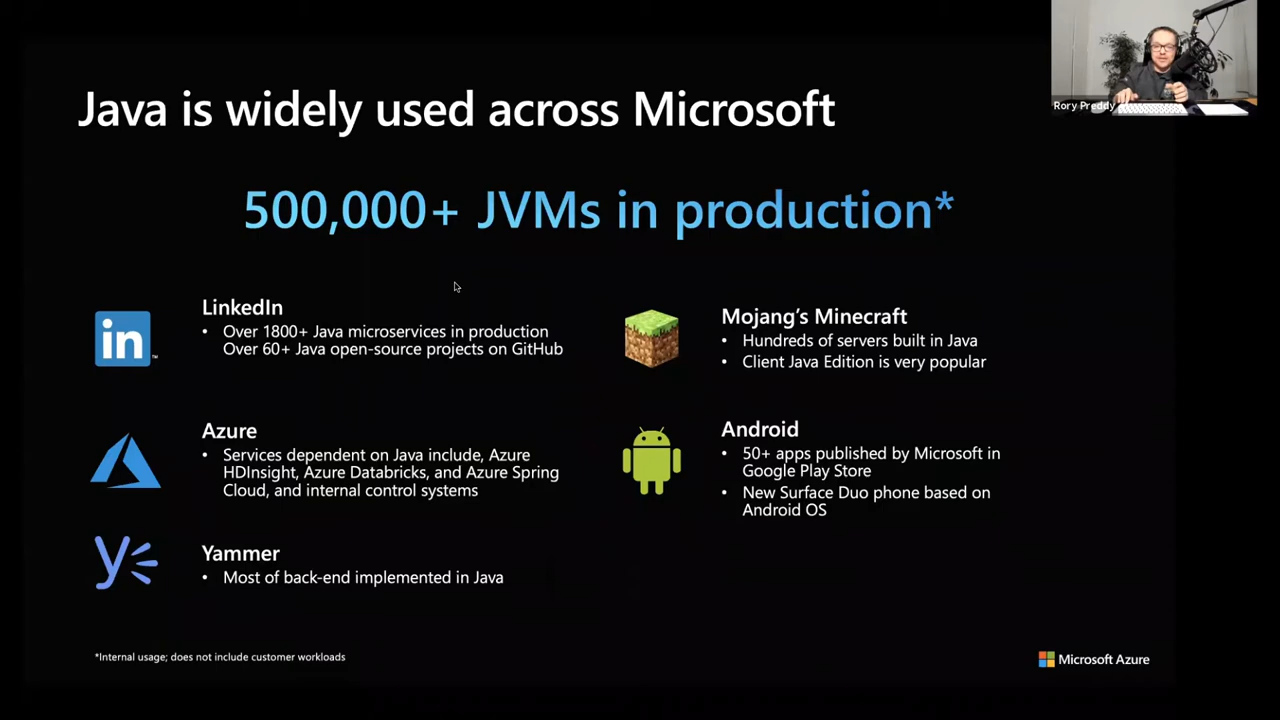 Java is widely used across Microsoft
Rory Preddy
500,000+ JVMs in production*
in
LinkedIn
• Over 1800+ Java microservices in production
Over 60+ Java open-source projects on GitHub
Mojang's Minecraft
• Hundreds of servers built in Java
• Client Java Edition is very popular
Azure
• Services dependent on Java include, Azure
HDInsight, Azure Databricks, and Azure Spring
Cloud, and internal control systems
Android
• 50+ apps published by Microsoft in
Google Play Store
• New Surface Duo phone based on
Android OS
Yammer
• Most of back-end implemented in Java
*Internal usage; does not include customer workloads
Microsoft Azure